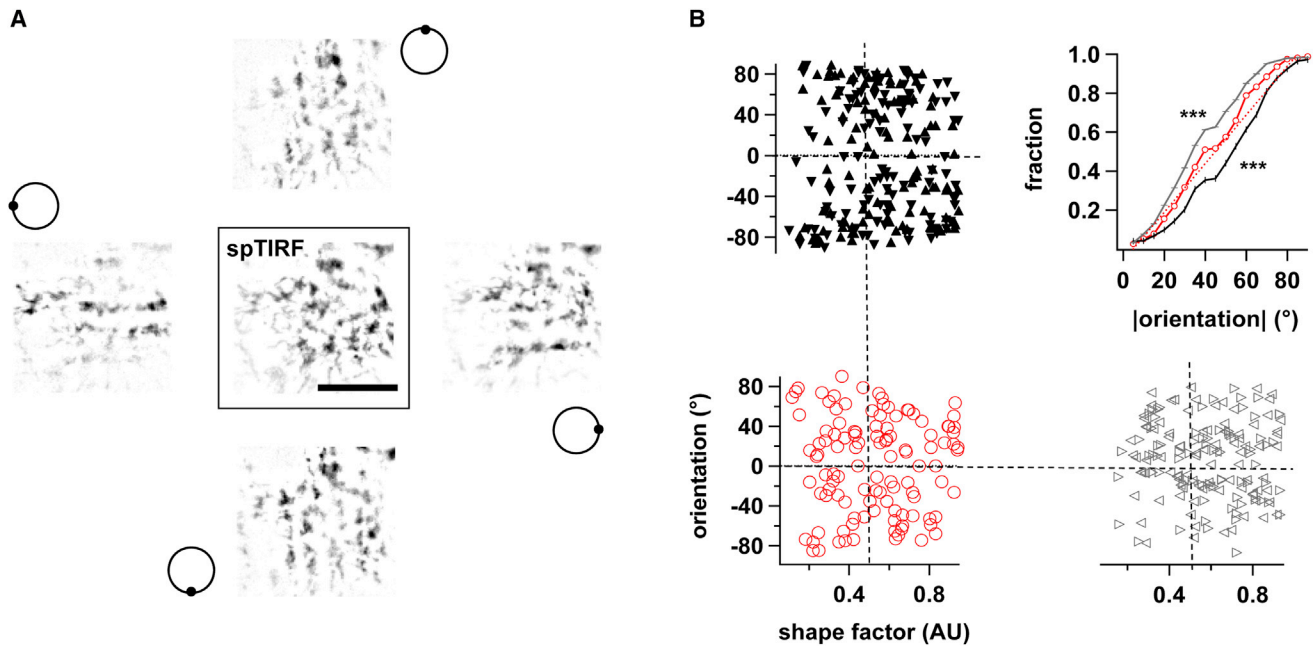 A
B
spTIRF
80
40
0
-40
-80
1.0
0.8
0.6
0.4
0.2
fraction
***
***
0 20 40 60 80
|orientation| (°)
orientation (°)
80
40
0
-40
-80
0.4 0.8
shape factor (AU)
0.4 0.8